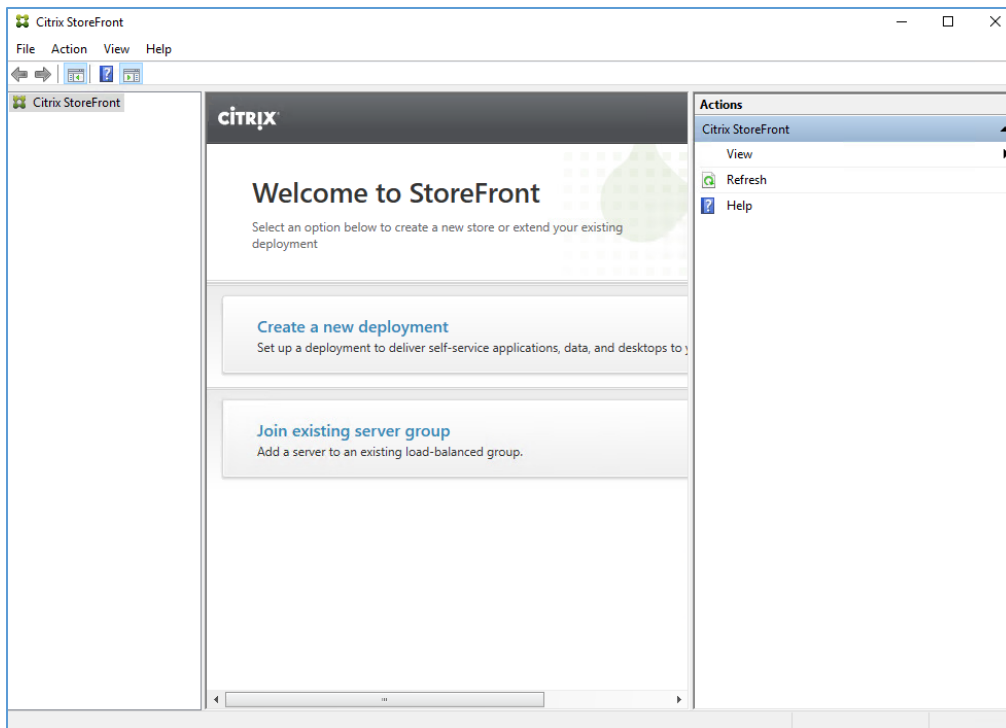 Citrix StoreFront
File Action View Help
Citrix StoreFront
CITRIX
Welcome to StoreFront
Select an option below to create a new store or extend your existing
deployment
Create a new deployment
Set up a deployment to deliver self-service applications, data, and desktops to
Join existing server group
Add a server to an existing load-balanced group.
Actions
Citrix StoreFront
View
Refresh
Help